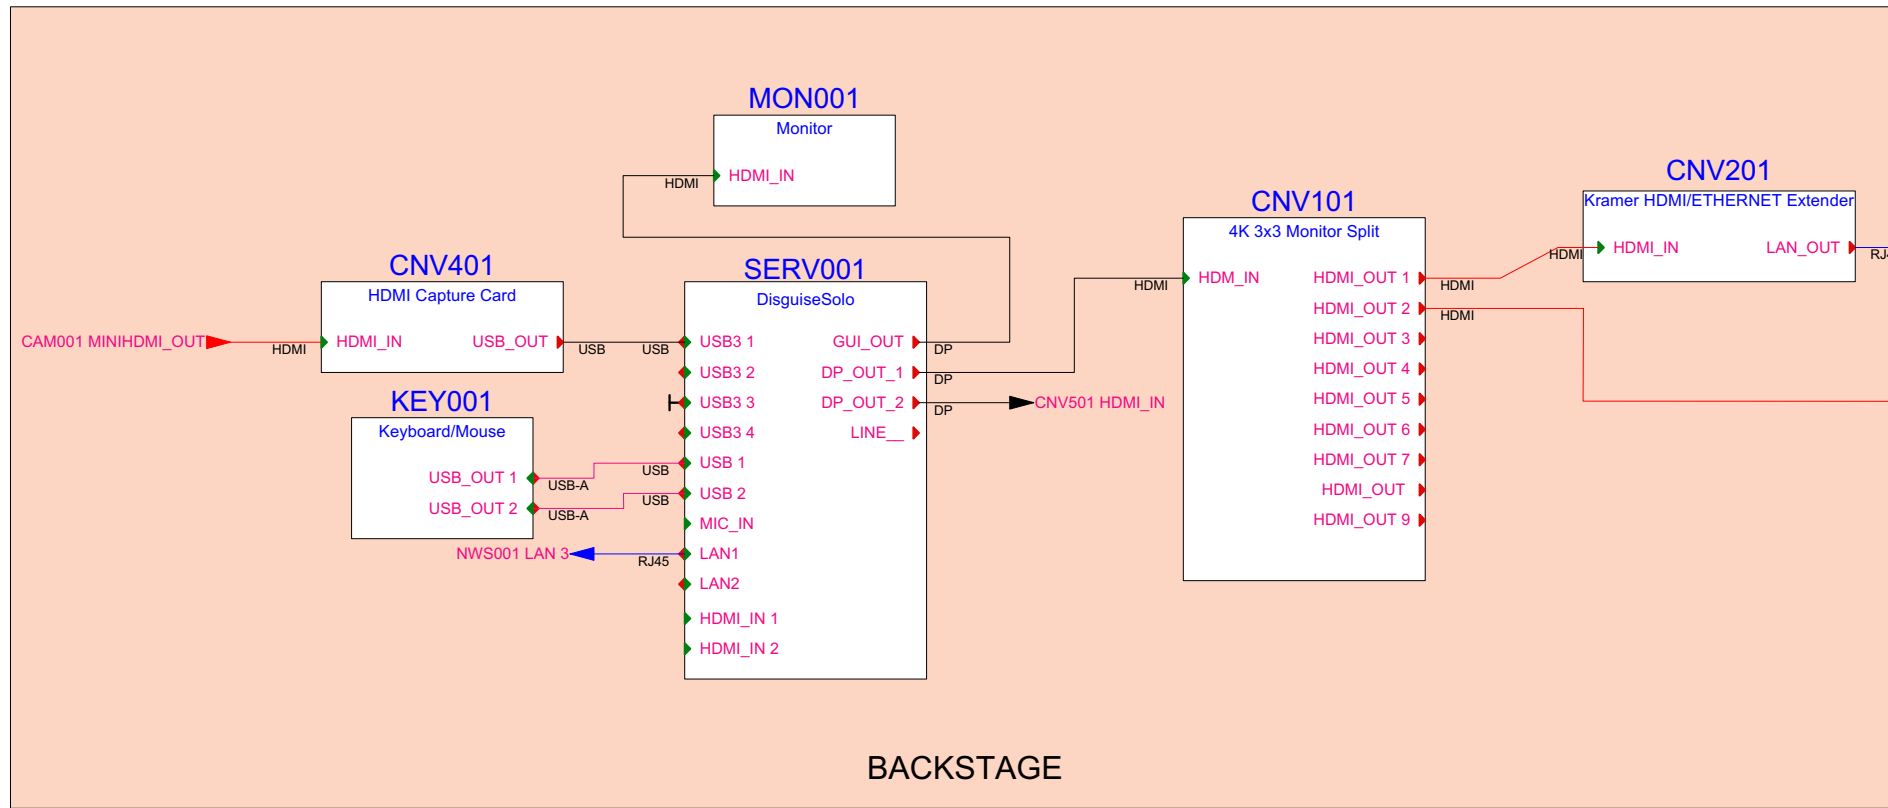 MON001
Monitor
HDMI_IN
HDMI
CNV201
Kramer HDMI/ETHERNET Extender
HDMI_IN
LAN_OUT
HDMI
CNV101
4K 3x3 Monitor Split
HDM_IN
HDMI
HDMI_OUT 1
HDMI
HDMI_OUT 2
HDMI
HDMI_OUT 3
HDMI_OUT 4
HDMI_OUT 5
HDMI_OUT 6
HDMI_OUT 7
HDMI_OUT
HDMI_OUT 9
CNV401
HDMI Capture Card
CAM001 MINIHDMI_OUT
HDMI
HDMI_IN
USB_OUT
USB
SERV001
DisguiseSolo
USB
USB3 1
GUI_OUT
DP
USB3 2
DP_OUT_1
DP
USB3 3
DP_OUT_2
DP
CNV501 HDMI_IN
USB3 4
LINE__
USB
USB 1
USB
USB 2
MIC_IN
LAN1
LAN2
HDMI_IN 1
HDMI_IN 2
KEY001
Keyboard/Mouse
USB_OUT 1
USB-A
USB_OUT 2
USB-A
NWS001 LAN 3
RJ45
BACKSTAGE